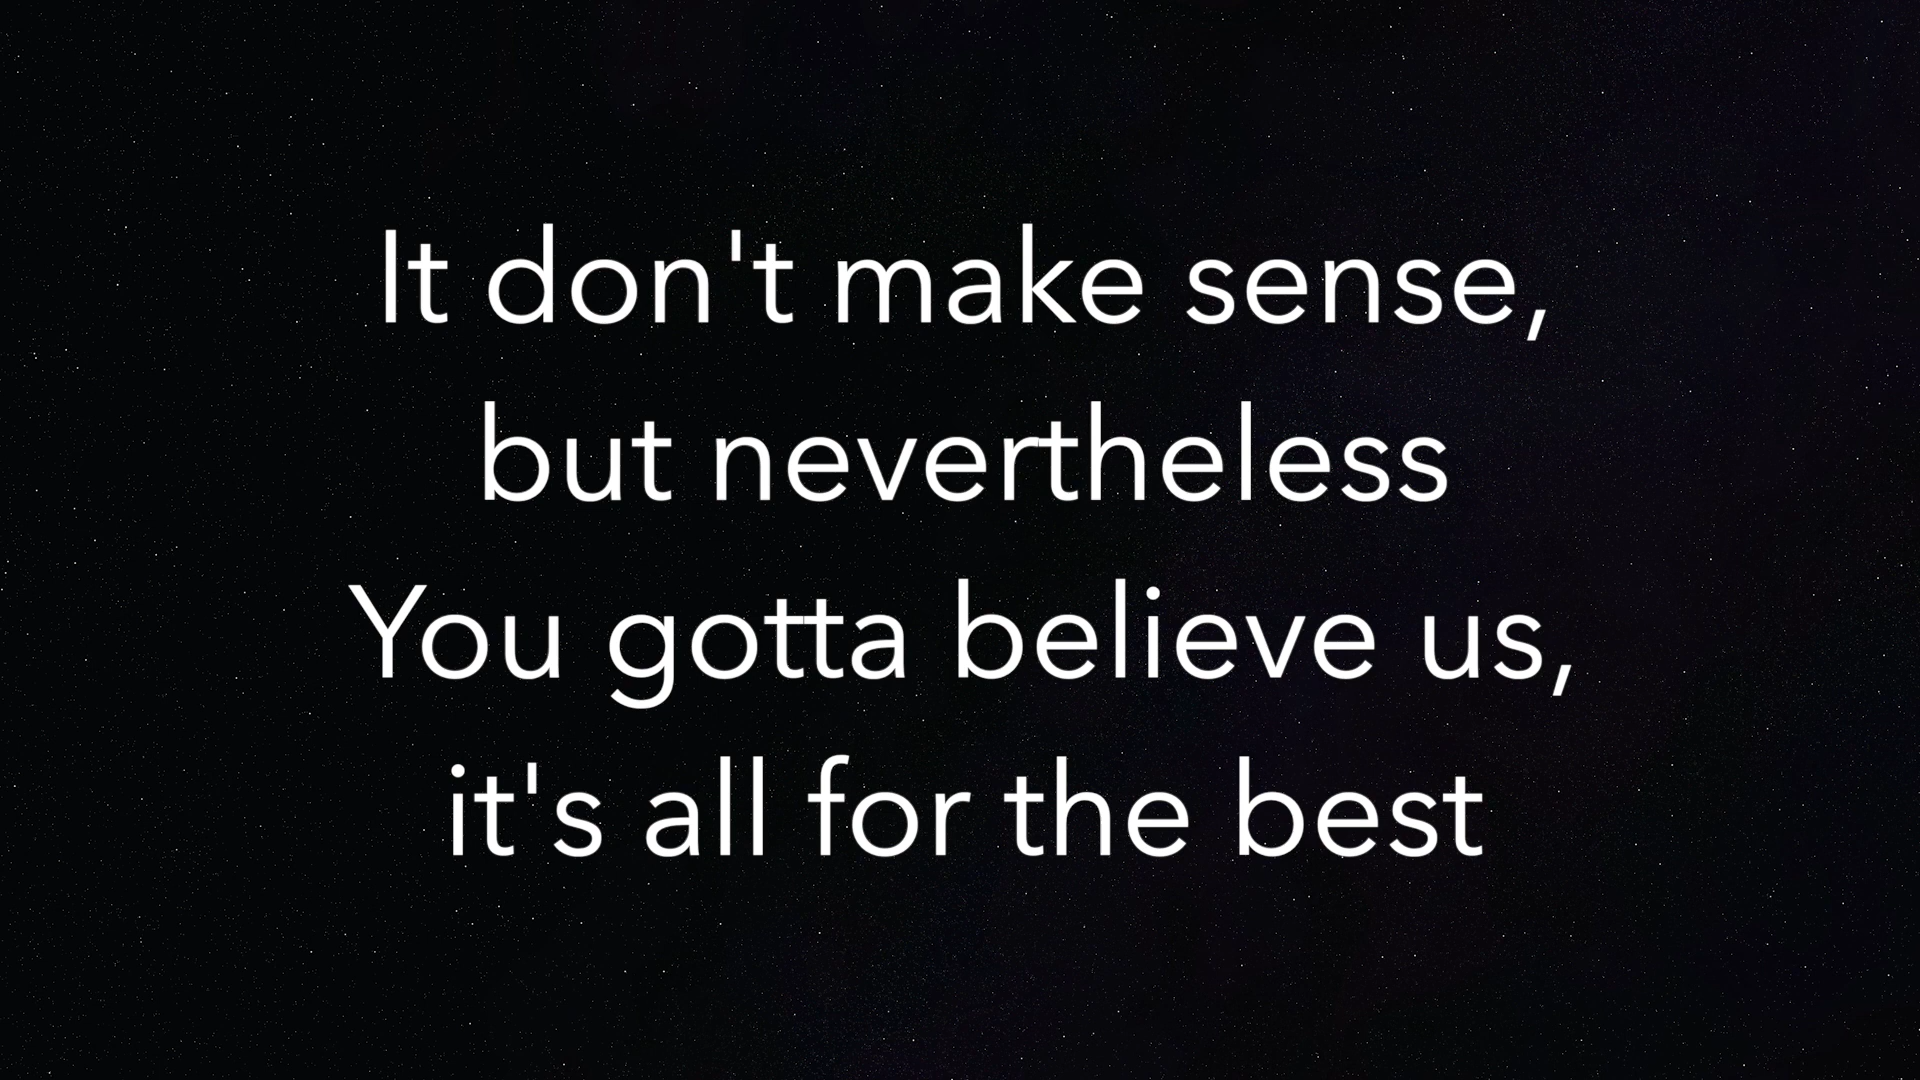 It don't make sense,
but nevertheless
You gotta believe us,
it's all for the best